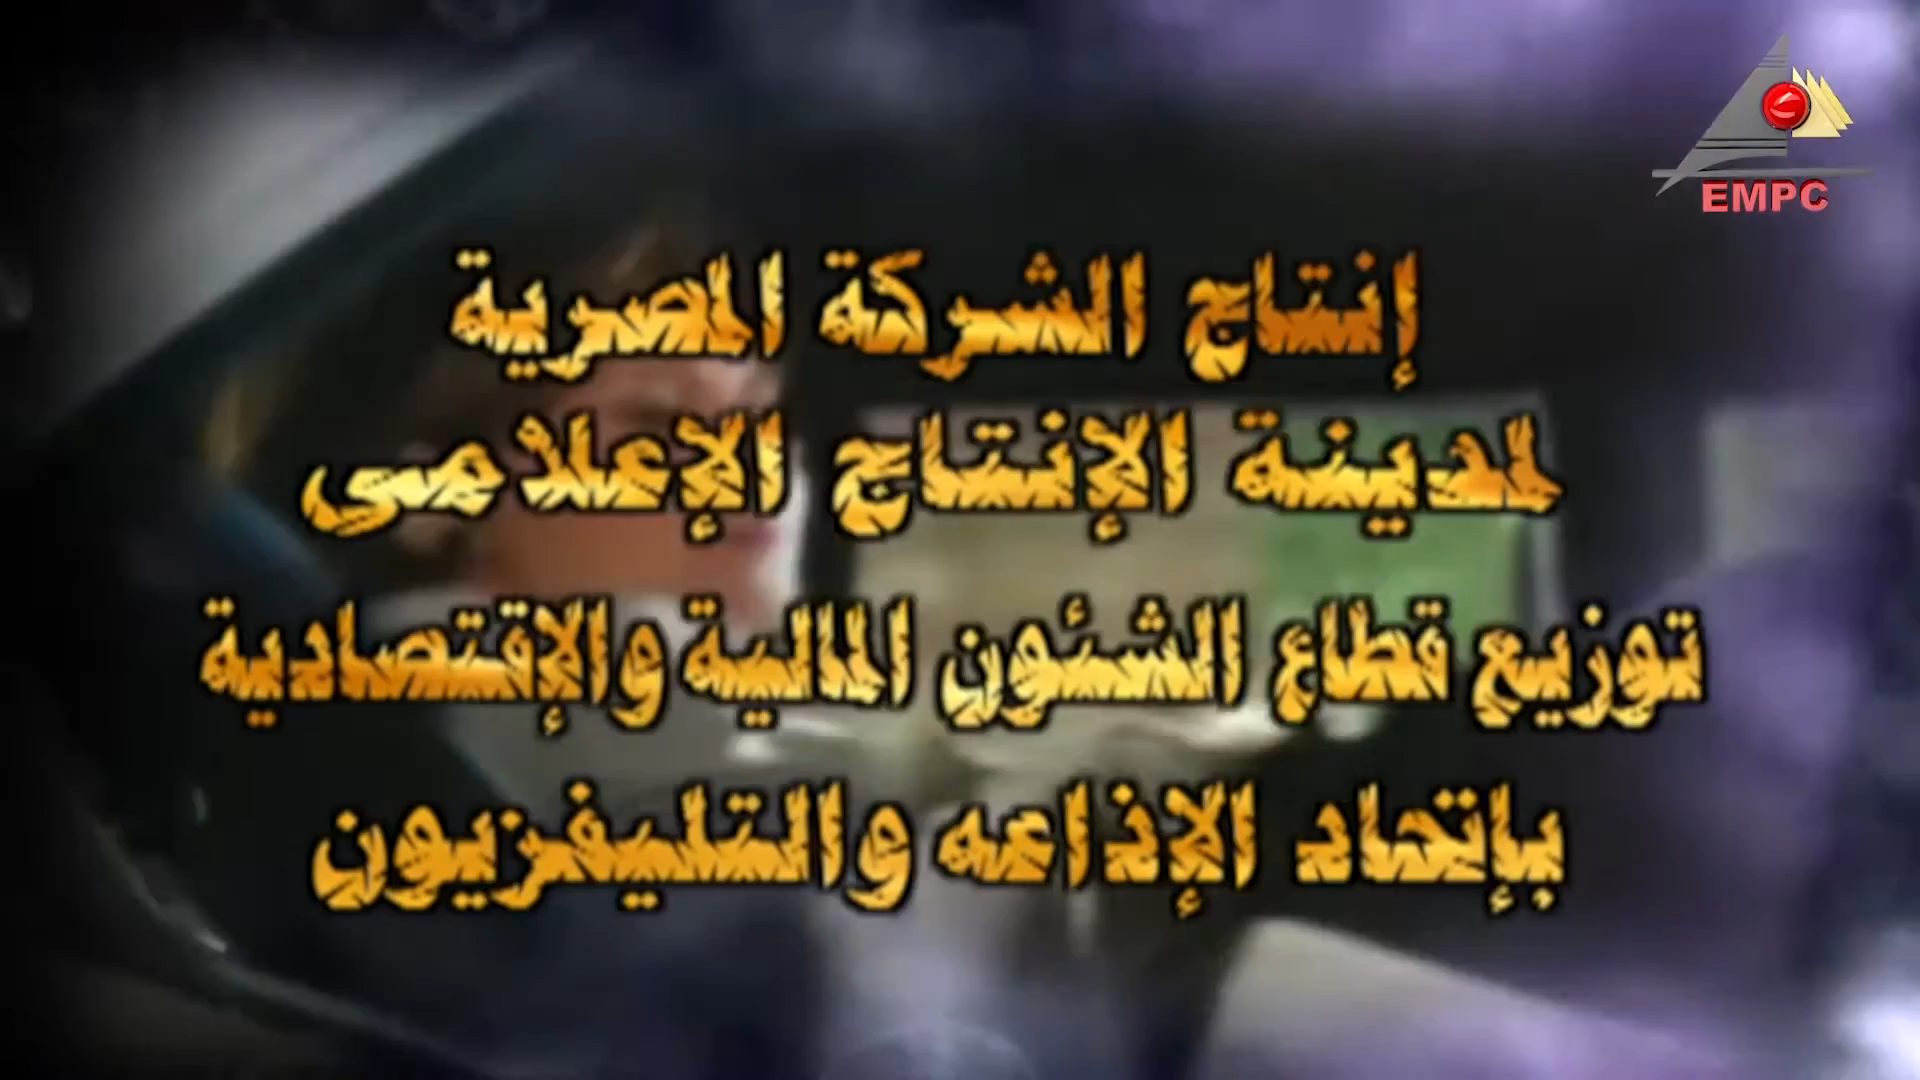 EMPC
إنتاج الشركة المصرية
لمدينة الإنتاج الإعلامى
توزيع قطاع الشئون المالية والإقتصادية
بإتحاد الإذاعه والتليفزيون